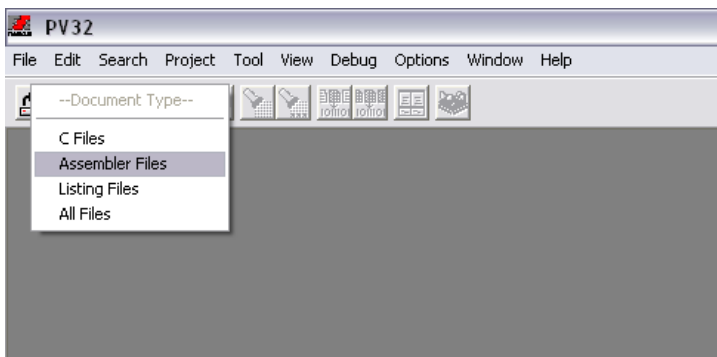 PV32
File Edit Search Project Tool View Debug Options Window Help
--Document Type--
C Files
Assembler Files
Listing Files
All Files